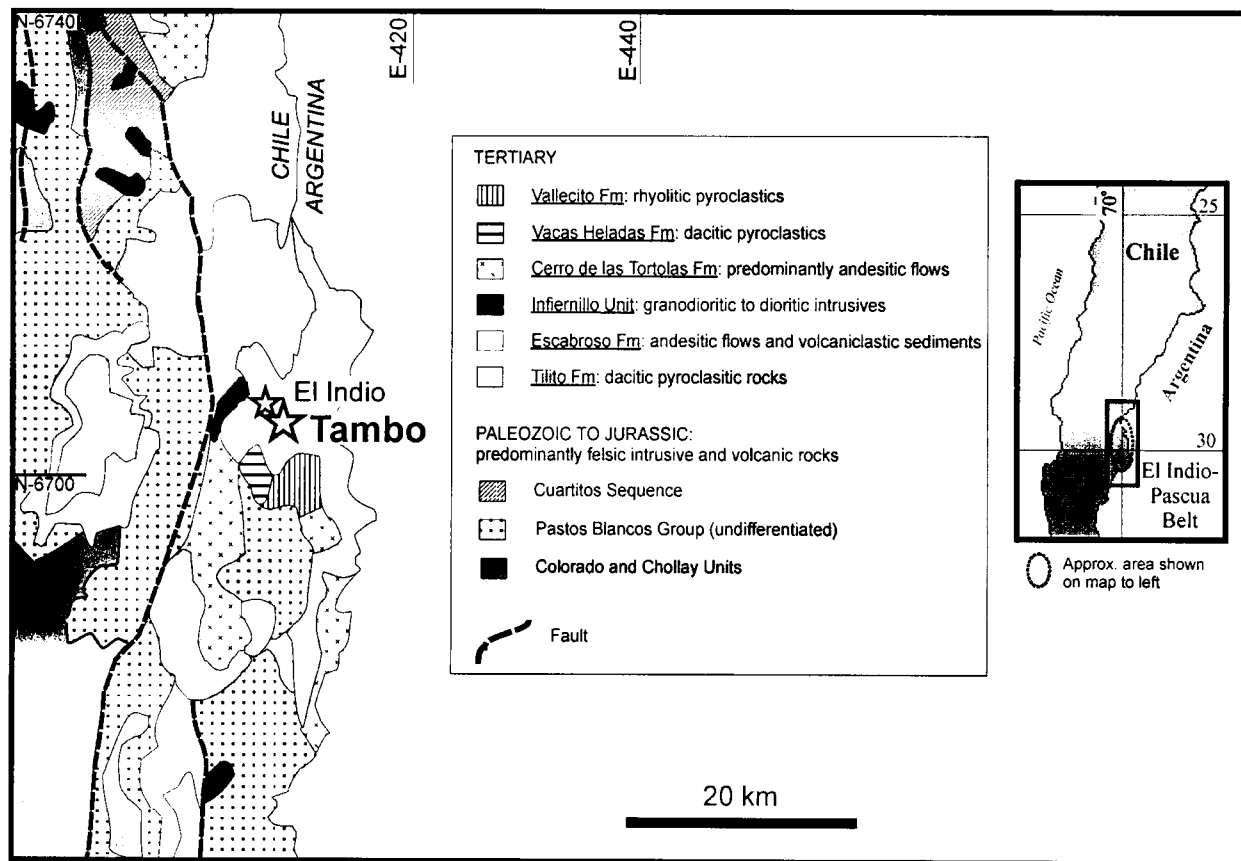 N-6740
E-420
E-440
CHILE
ARGENTINA
El Indio
Tambo
N-6700
TERTIARY
Vallecito Fm: rhyolitic pyroclastics
Vacas Heladas Fm: dacitic pyroclastics
Cerro de las Tortolas Fm: predominantly andesitic flows
Infiernillo Unit: granodioritic to dioritic intrusives
Escabroso Fm: andesitic flows and volcaniclastic sediments
Tilito Fm: dacitic pyroclasitic rocks
PALEOZOIC TO JURASSIC:
predominantly felsic intrusive and volcanic rocks
Cuartitos Sequence
Pastos Blancos Group (undifferentiated)
Colorado and Chollay Units
Fault
20 km
70°
25
Chile
Pacific Ocean
Argentina
30
El Indio-
Pascua
Belt
Approx. area shown
on map to left